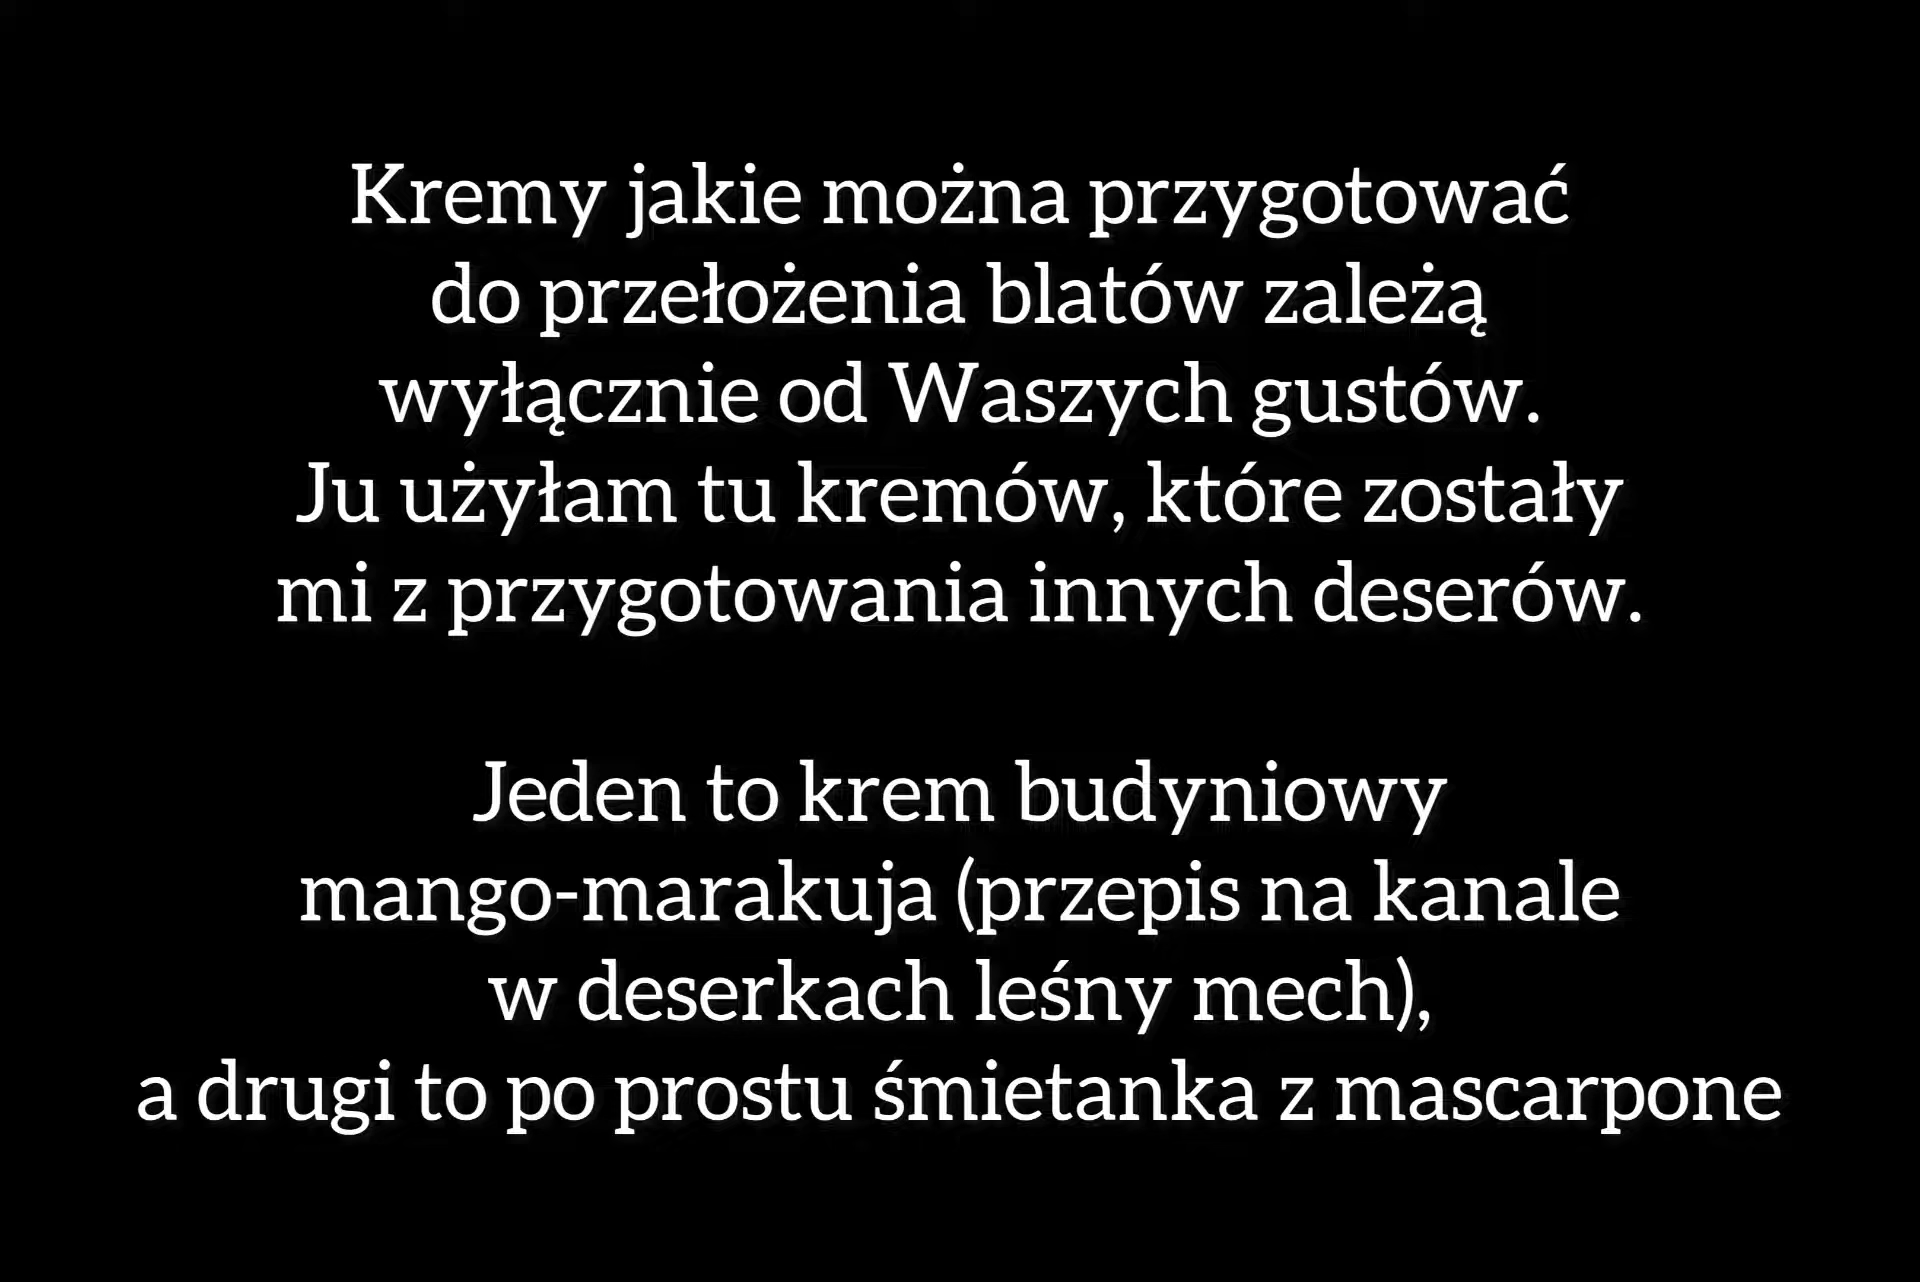 Kremy jakie można przygotować
do przełożenia blatów zależą
wyłącznie od Waszych gustów.
Ju użyłam tu kremów, które zostały
mi z przygotowania innych deserów.
Jeden to krem budyniowy
mango-marakuja (przepis na kanale
w deserkach leśny mech),
a drugi to po prostu śmietanka z mascarpone